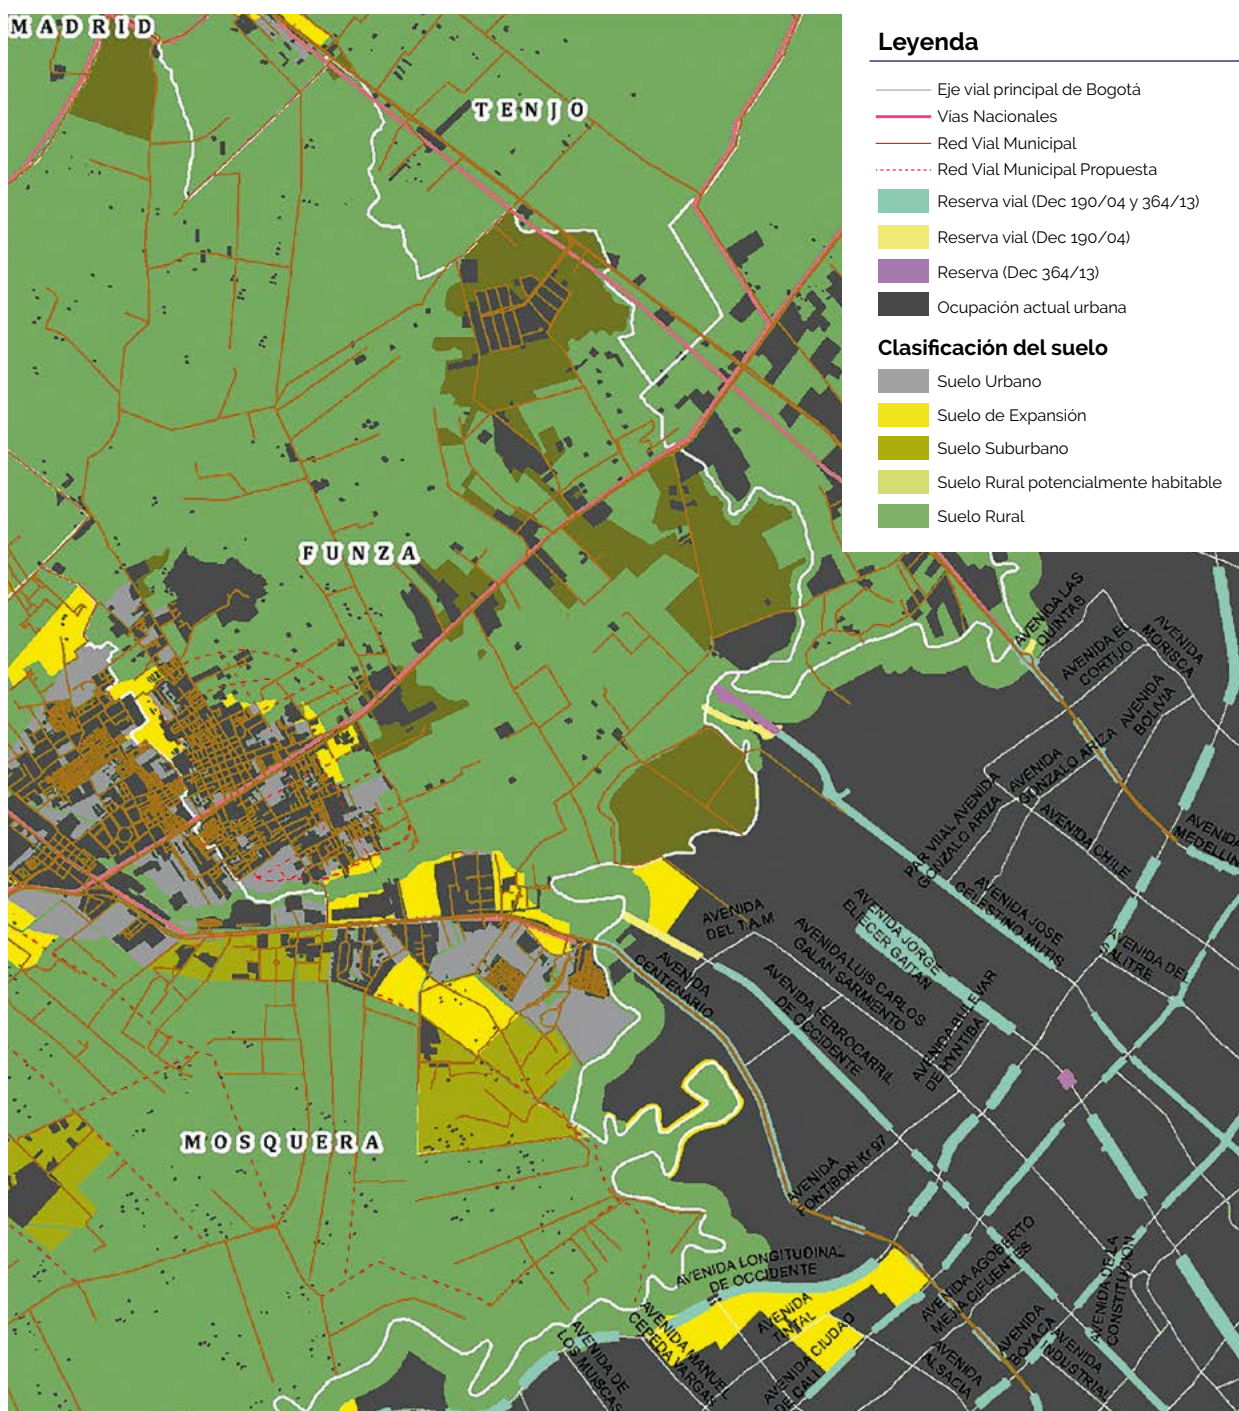 MADRID
TENJO
FUNZA
MOSQUERA
Leyenda
Eje vial principal de Bogotá
Vías Nacionales
Red Vial Municipal
Red Vial Municipal Propuesta
Reserva vial (Dec 190/04 y 364/13)
Reserva vial (Dec 190/04)
Reserva (Dec 364/13)
Ocupación actual urbana
Clasificación del suelo
Suelo Urbano
Suelo de Expansión
Suelo Suburbano
Suelo Rural potencialmente habitable
Suelo Rural
AVENIDA LAS
QUINTAS
AVENIDA EL
CORTIJO
AVENIDA
MORISCA
AVENIDA
BOLIVIA
AVENIDA
GONZALO ARIZA
PAR VIAL AVENIDA
GONZALO ARIZA
AVENIDA CHILE
AVENIDA
MEDELLIN
AVENIDA JOSE
CELESTINO MUTIS
AVENIDA DEL
SALITRE
AVENIDA JORGE
ELIECER GAITAN
AVENIDA
DEL T.A.M
AVENIDA LUIS CARLOS
GALAN SARMIENTO
AVENIDA BULEVAR
DE HYNTIBA
AVENIDA
CENTENARIO
AVENIDA FERROCARRIL
DE OCCIDENTE
AVENIDA
FONTIBON Kr 97
AVENIDA LONGITUDINAL
DE OCCIDENTE
AVENIDA AGOBERTO
MEJIA CIFUENTES
AVENIDA DE LA
CONSTITUCION
AVENIDA
TINTAL
AVENIDA CIUDAD
DE CALI
AVENIDA MANUEL
CEPEDA VARGAS
AVENIDA DE
LOS MUISCAS
AVENIDA
ALSACIA
AVENIDA
BOYACA
AVENIDA
INDUSTRIAL